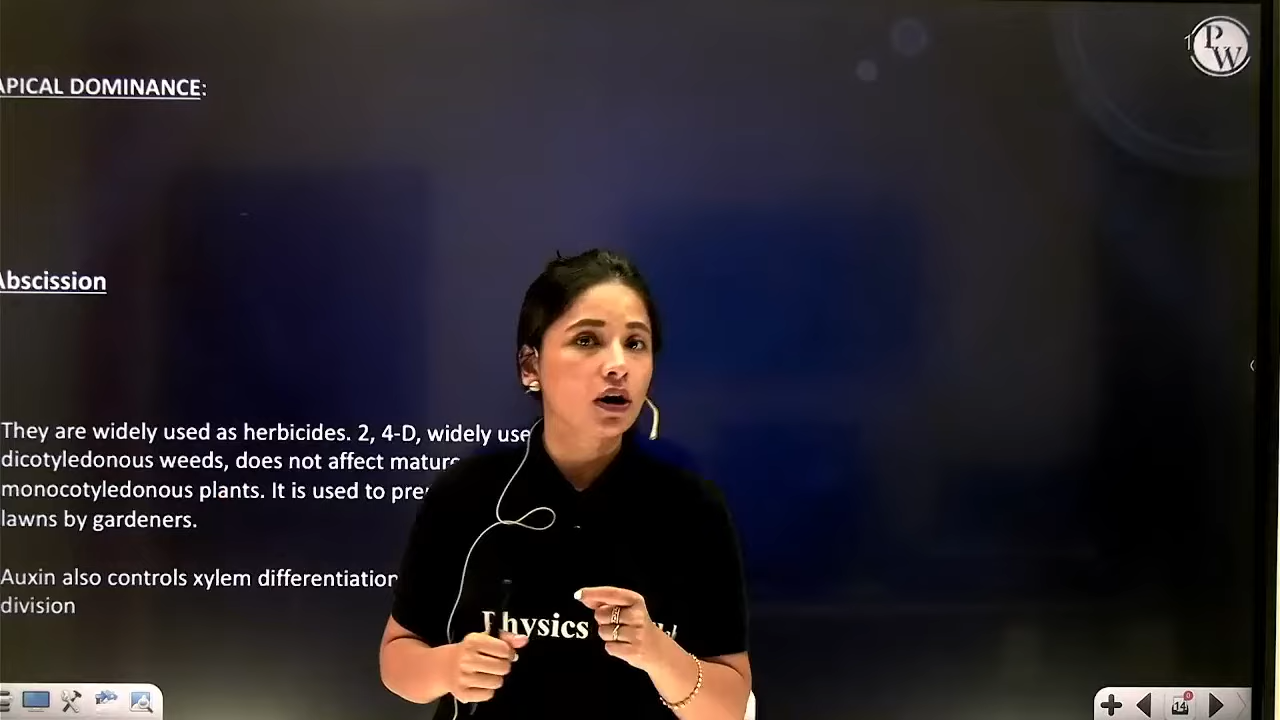 PW
APICAL DOMINANCE:
Abscission
They are widely used as herbicides. 2, 4-D, widely use
dicotyledonous weeds, does not affect mature
monocotyledonous plants. It is used to
lawns by gardeners.
Auxin also controls xylem differentiation
division
Physics
14